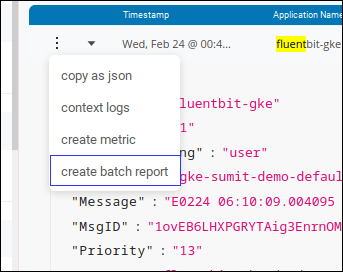 Timestamp Application Name
Wed, Feb 24 @ 00:4... fluentbit-gke
copy as json
luentbit-gke"
context logs
1"
create metric
ng" : "user"
create batch report
gke-sumit-demo-defaul
"Message" : "E0224 06:10:09.004095
"MsgID" : "1ovEB6LHXPGRYTAig3EnrnOM
"Priority" : "13"